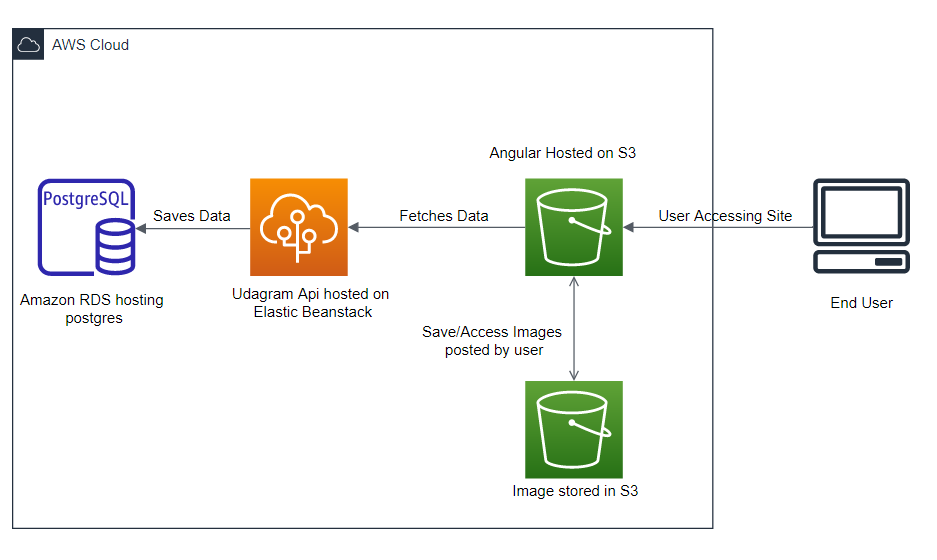 AWS Cloud
Angular Hosted on S3
PostgreSQL
Saves Data
Fetches Data
User Accessing Site
Amazon RDS hosting
postgres
Udagram Api hosted on
Elastic Beanstack
End User
Save/Access Images
posted by user
Image stored in S3